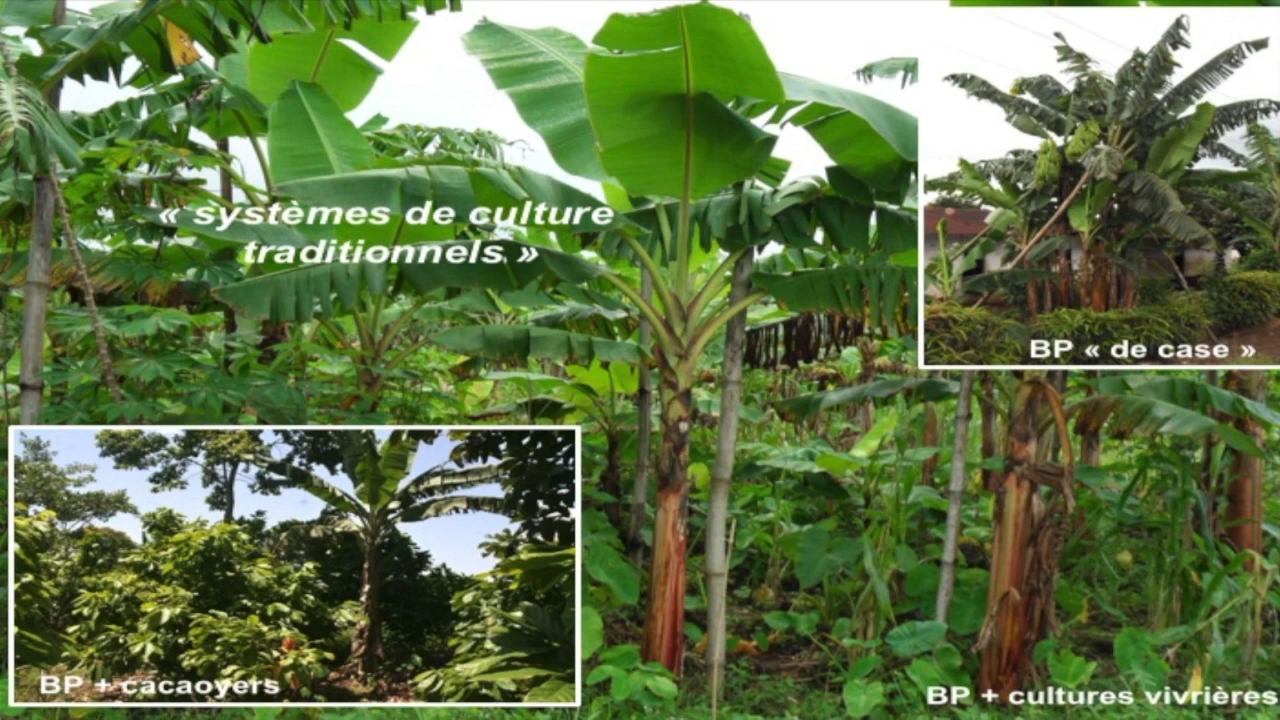 « systèmes de culture
traditionnels »
BP « de case »
BP + cacaoyers
BP + cultures vivrières